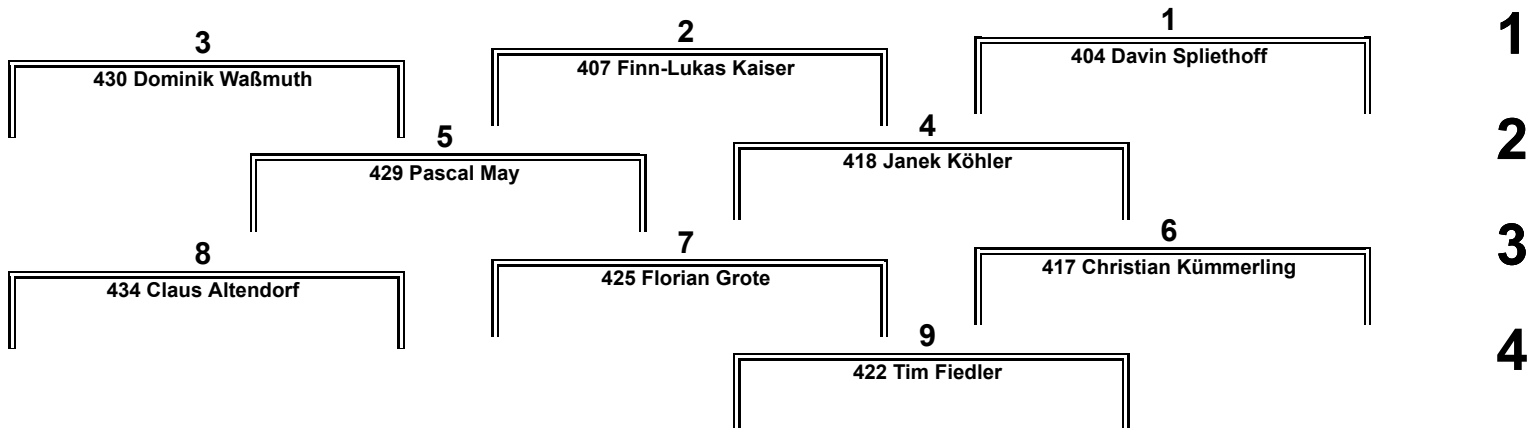 3 2 1 1
430 Dominik Waßmuth 407 Finn-Lukas Kaiser 404 Davin Spliethoff
5 4 2
429 Pascal May 418 Janek Köhler
8 7 6 3
434 Claus Altendorf 425 Florian Grote 417 Christian Kümmerling
9 4
422 Tim Fiedler